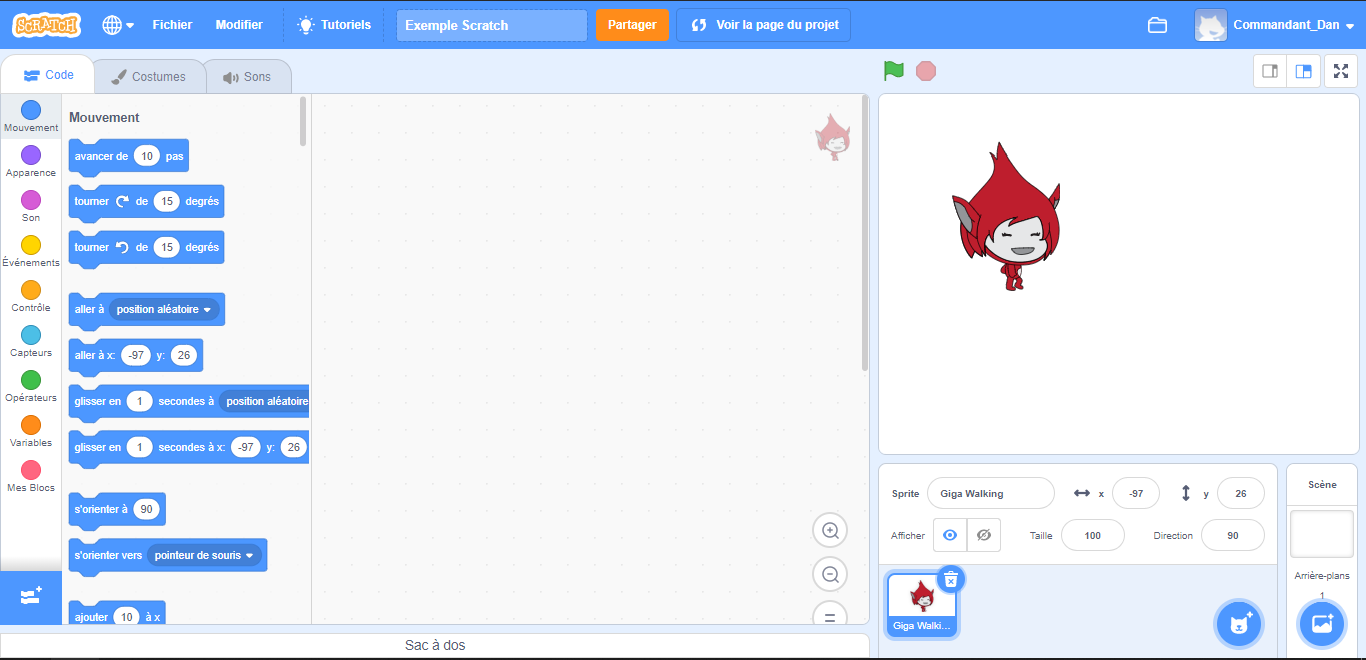 SCRATCH Fichier Modifier Tutoriels Exemple Scratch Partager Voir la page du projet Commandant_Dan
Code Costumes Sons
Mouvement
Apparence
Son
Événements
Contrôle
Capteurs
Opérateurs
Variables
Mes Blocs
Mouvement
avancer de 10 pas
tourner de 15 degrés
tourner de 15 degrés
aller à position aléatoire
aller à x: -97 y: 26
glisser en 1 secondes à position aléatoire
glisser en 1 secondes à x: -97 y: 26
s'orienter à 90
s'orienter vers pointeur de souris
ajouter 10 à x
Sac à dos
Sprite Giga Walking x -97 y 26
Afficher Taille 100 Direction 90
Giga Walki...
Scène
Arrière-plans
1